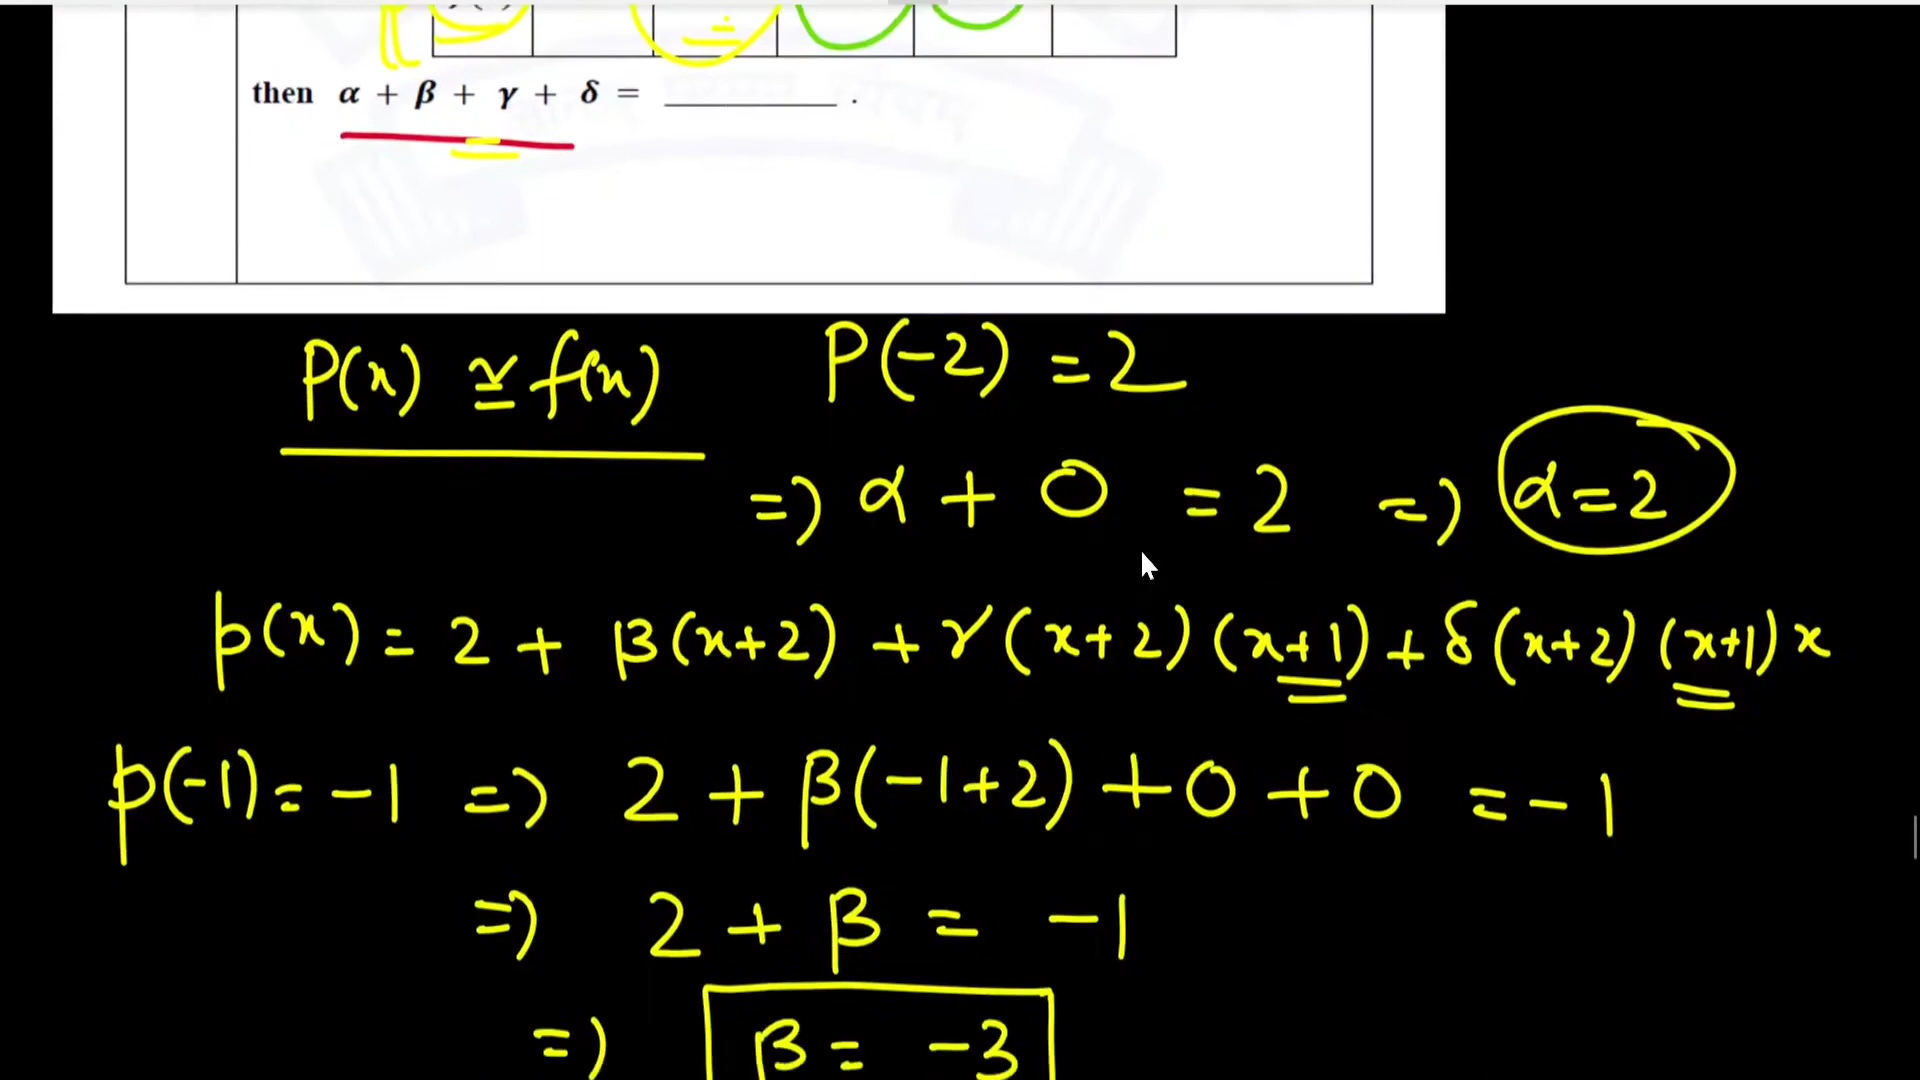 then α + β + γ + δ = __________ .
P(x) ≅ f(x)
P(-2) = 2
=> α + 0 = 2 => α = 2
p(x) = 2 + β(x+2) + γ(x+2)(x+1) + δ(x+2)(x+1)x
p(-1) = -1 => 2 + β(-1+2) + 0 + 0 = -1
=> 2 + β = -1
=> β = -3